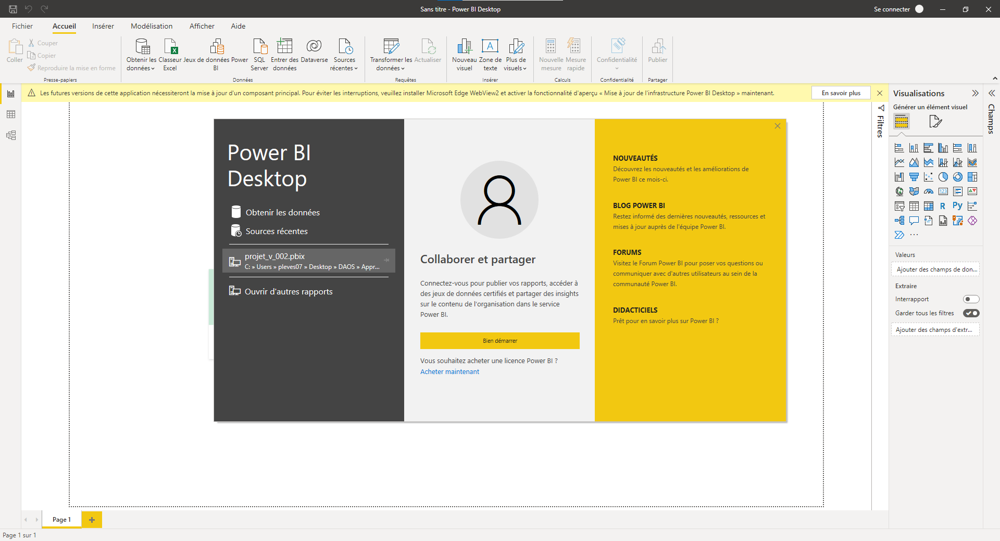 Sans titre - Power BI Desktop
Se connecter
Fichier
Accueil
Insérer
Modélisation
Afficher
Aide
Coller
Couper
Copier
Reproduire la mise en forme
Presse-papiers
Obtenir les
données
Classeur
Excel
Jeux de données Power
BI
SQL
Server
Entrer des
données
Dataverse
Sources
récentes
Données
Transformer les
données
Actualiser
Requêtes
Nouveau
visuel
Zone de
texte
Plus de
visuels
Insérer
Nouvelle
mesure
Mesure
rapide
Calculs
Confidentialité
Confidentialité
Publier
Partager
Les futures versions de cette application nécessiteront la mise à jour d'un composant principal. Pour éviter les interruptions, veuillez installer Microsoft Edge WebView2 et activer la fonctionnalité d'aperçu « Mise à jour de l'infrastructure Power BI Desktop » maintenant.
En savoir plus
Power BI
Desktop
Obtenir les données
Sources récentes
projet_v_002.pbix
C: » Users » pleves07 » Desktop » DAOS » Appr...
Ouvrir d'autres rapports
Collaborer et partager
Connectez-vous pour publier vos rapports, accéder à
des jeux de données certifiés et partager des insights
sur le contenu de l'organisation dans le service
Power BI.
Bien démarrer
Vous souhaitez acheter une licence Power BI ?
Acheter maintenant
NOUVEAUTÉS
Découvrez les nouveautés et les améliorations de
Power BI ce mois-ci.
BLOG POWER BI
Restez informé des dernières nouveautés, ressources et
mises à jour auprès de l'équipe Power BI.
FORUMS
Visitez le Forum Power BI pour poser vos questions ou
communiquer avec d'autres utilisateurs au sein de la
communauté Power BI.
DIDACTICIELS
Prêt pour en savoir plus sur Power BI ?
Filtres
Visualisations
Générer un élément visuel
123
R
Py
Valeurs
Ajouter des champs de don...
Extraire
Interrapport
Garder tous les filtres
Ajouter des champs d'extr...
Champs
Page 1
Page 1 sur 1